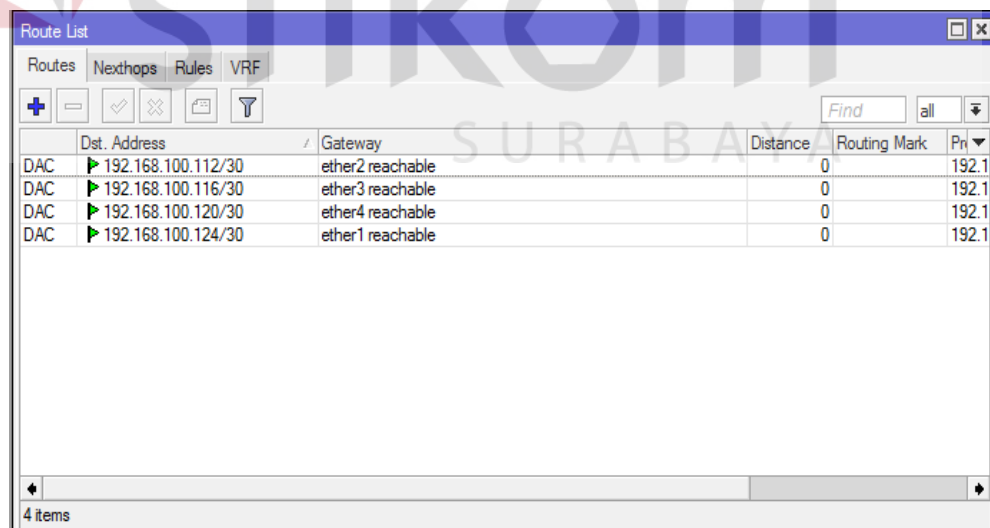 Route List
Routes Nexthops Rules VRF
Find all
SURABAYA
Dst. Address Gateway Distance Routing Mark
DAC 192.168.100.112/30 ether2 reachable 0 192.1
DAC 192.168.100.116/30 ether3 reachable 0 192.1
DAC 192.168.100.120/30 ether4 reachable 0 192.1
DAC 192.168.100.124/30 ether1 reachable 0 192.1
4 items